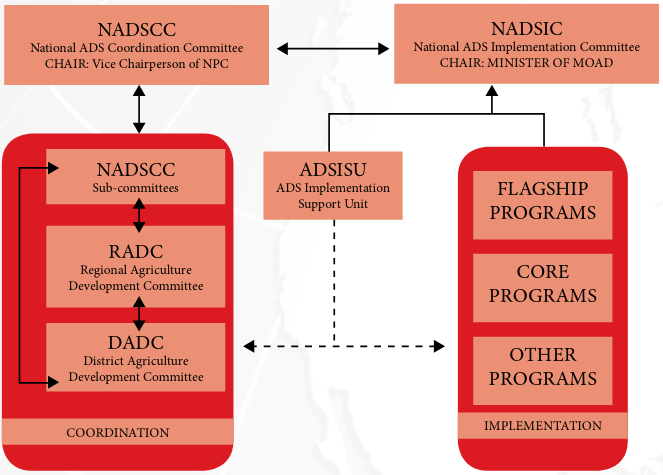 NADSCC
National ADS Coordination Committee
CHAIR: Vice Chairperson of NPC
NADSIC
National ADS Implementation Committee
CHAIR: MINISTER OF MOAD
NADSCC
Sub-committees
RADC
Regional Agriculture
Development Committee
DADC
District Agriculture
Development Committee
COORDINATION
ADSISU
ADS Implementation
Support Unit
FLAGSHIP
PROGRAMS
CORE
PROGRAMS
OTHER
PROGRAMS
IMPLEMENTATION